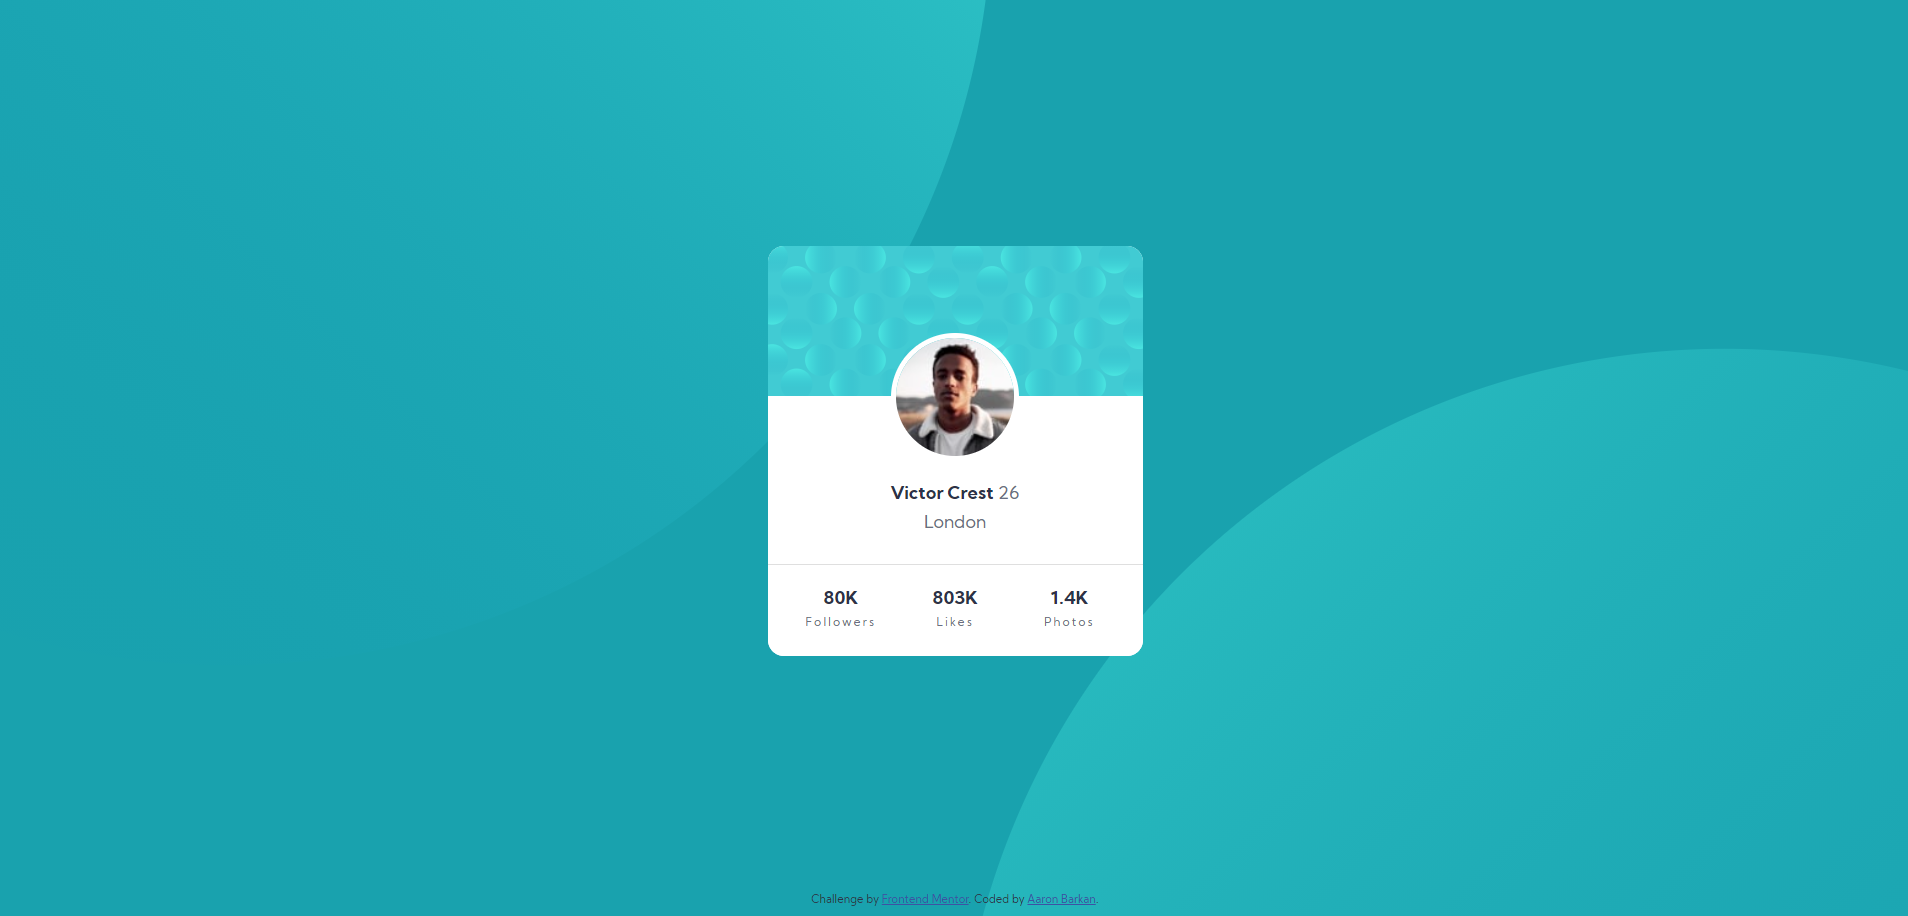 Victor Crest 26
London
80K 803K 1.4K
Followers Likes Photos
Challenge by Frontend Mentor. Coded by Aaron Barkan.